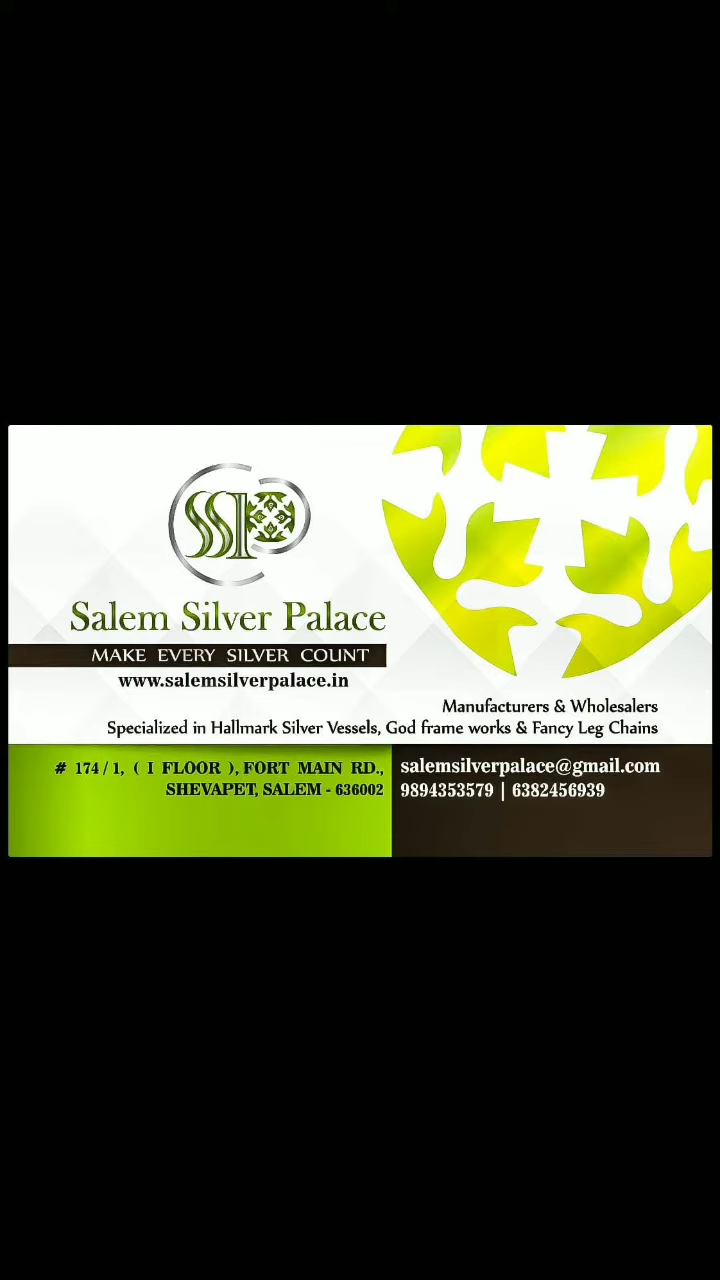 SSP
Salem Silver Palace
MAKE EVERY SILVER COUNT
www.salemsilverpalace.in
Manufacturers & Wholesalers
Specialized in Hallmark Silver Vessels, God frame works & Fancy Leg Chains
# 174 / 1, ( I FLOOR ), FORT MAIN RD.,
SHEVAPET, SALEM - 636002
salemsilverpalace@gmail.com
9894353579 | 6382456939